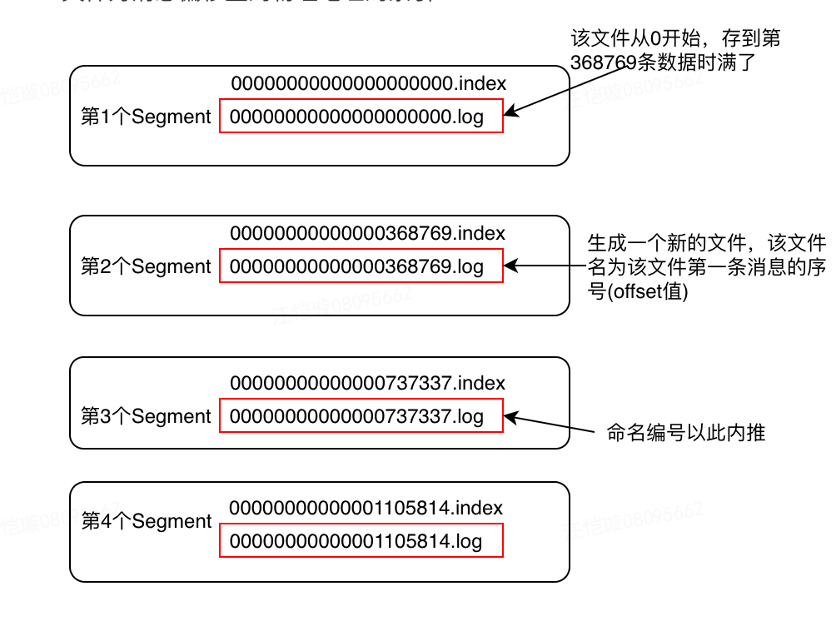 该文件从0开始，存到第
368769条数据时满了
00000000000000000000.index
第1个Segment
00000000000000000000.log
00000000000000368769.index
第2个Segment
00000000000000368769.log
生成一个新的文件，该文件
名为该文件第一条消息的序
号(offset值)
00000000000000737337.index
第3个Segment
00000000000000737337.log
命名编号以此内推
00000000000001105814.index
第4个Segment
00000000000001105814.log